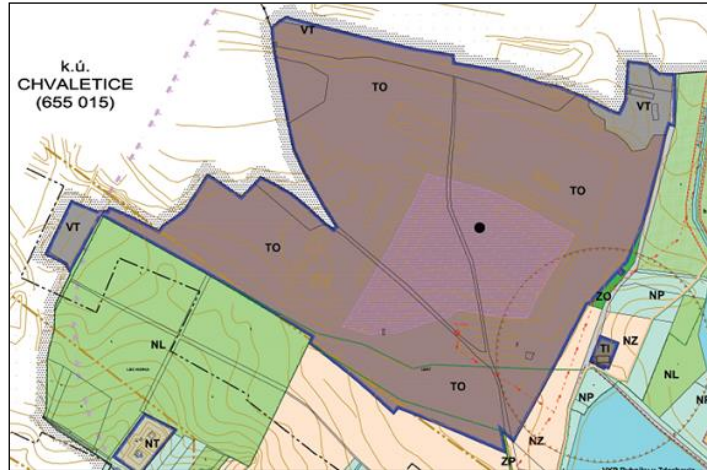 VT
k.ú.
CHVALETICE
(655 015)
TO
VT
TO
VT
TO
ZO
NP
NL
TI
NZ
NL
TO
NP
NT
NZ
ZP